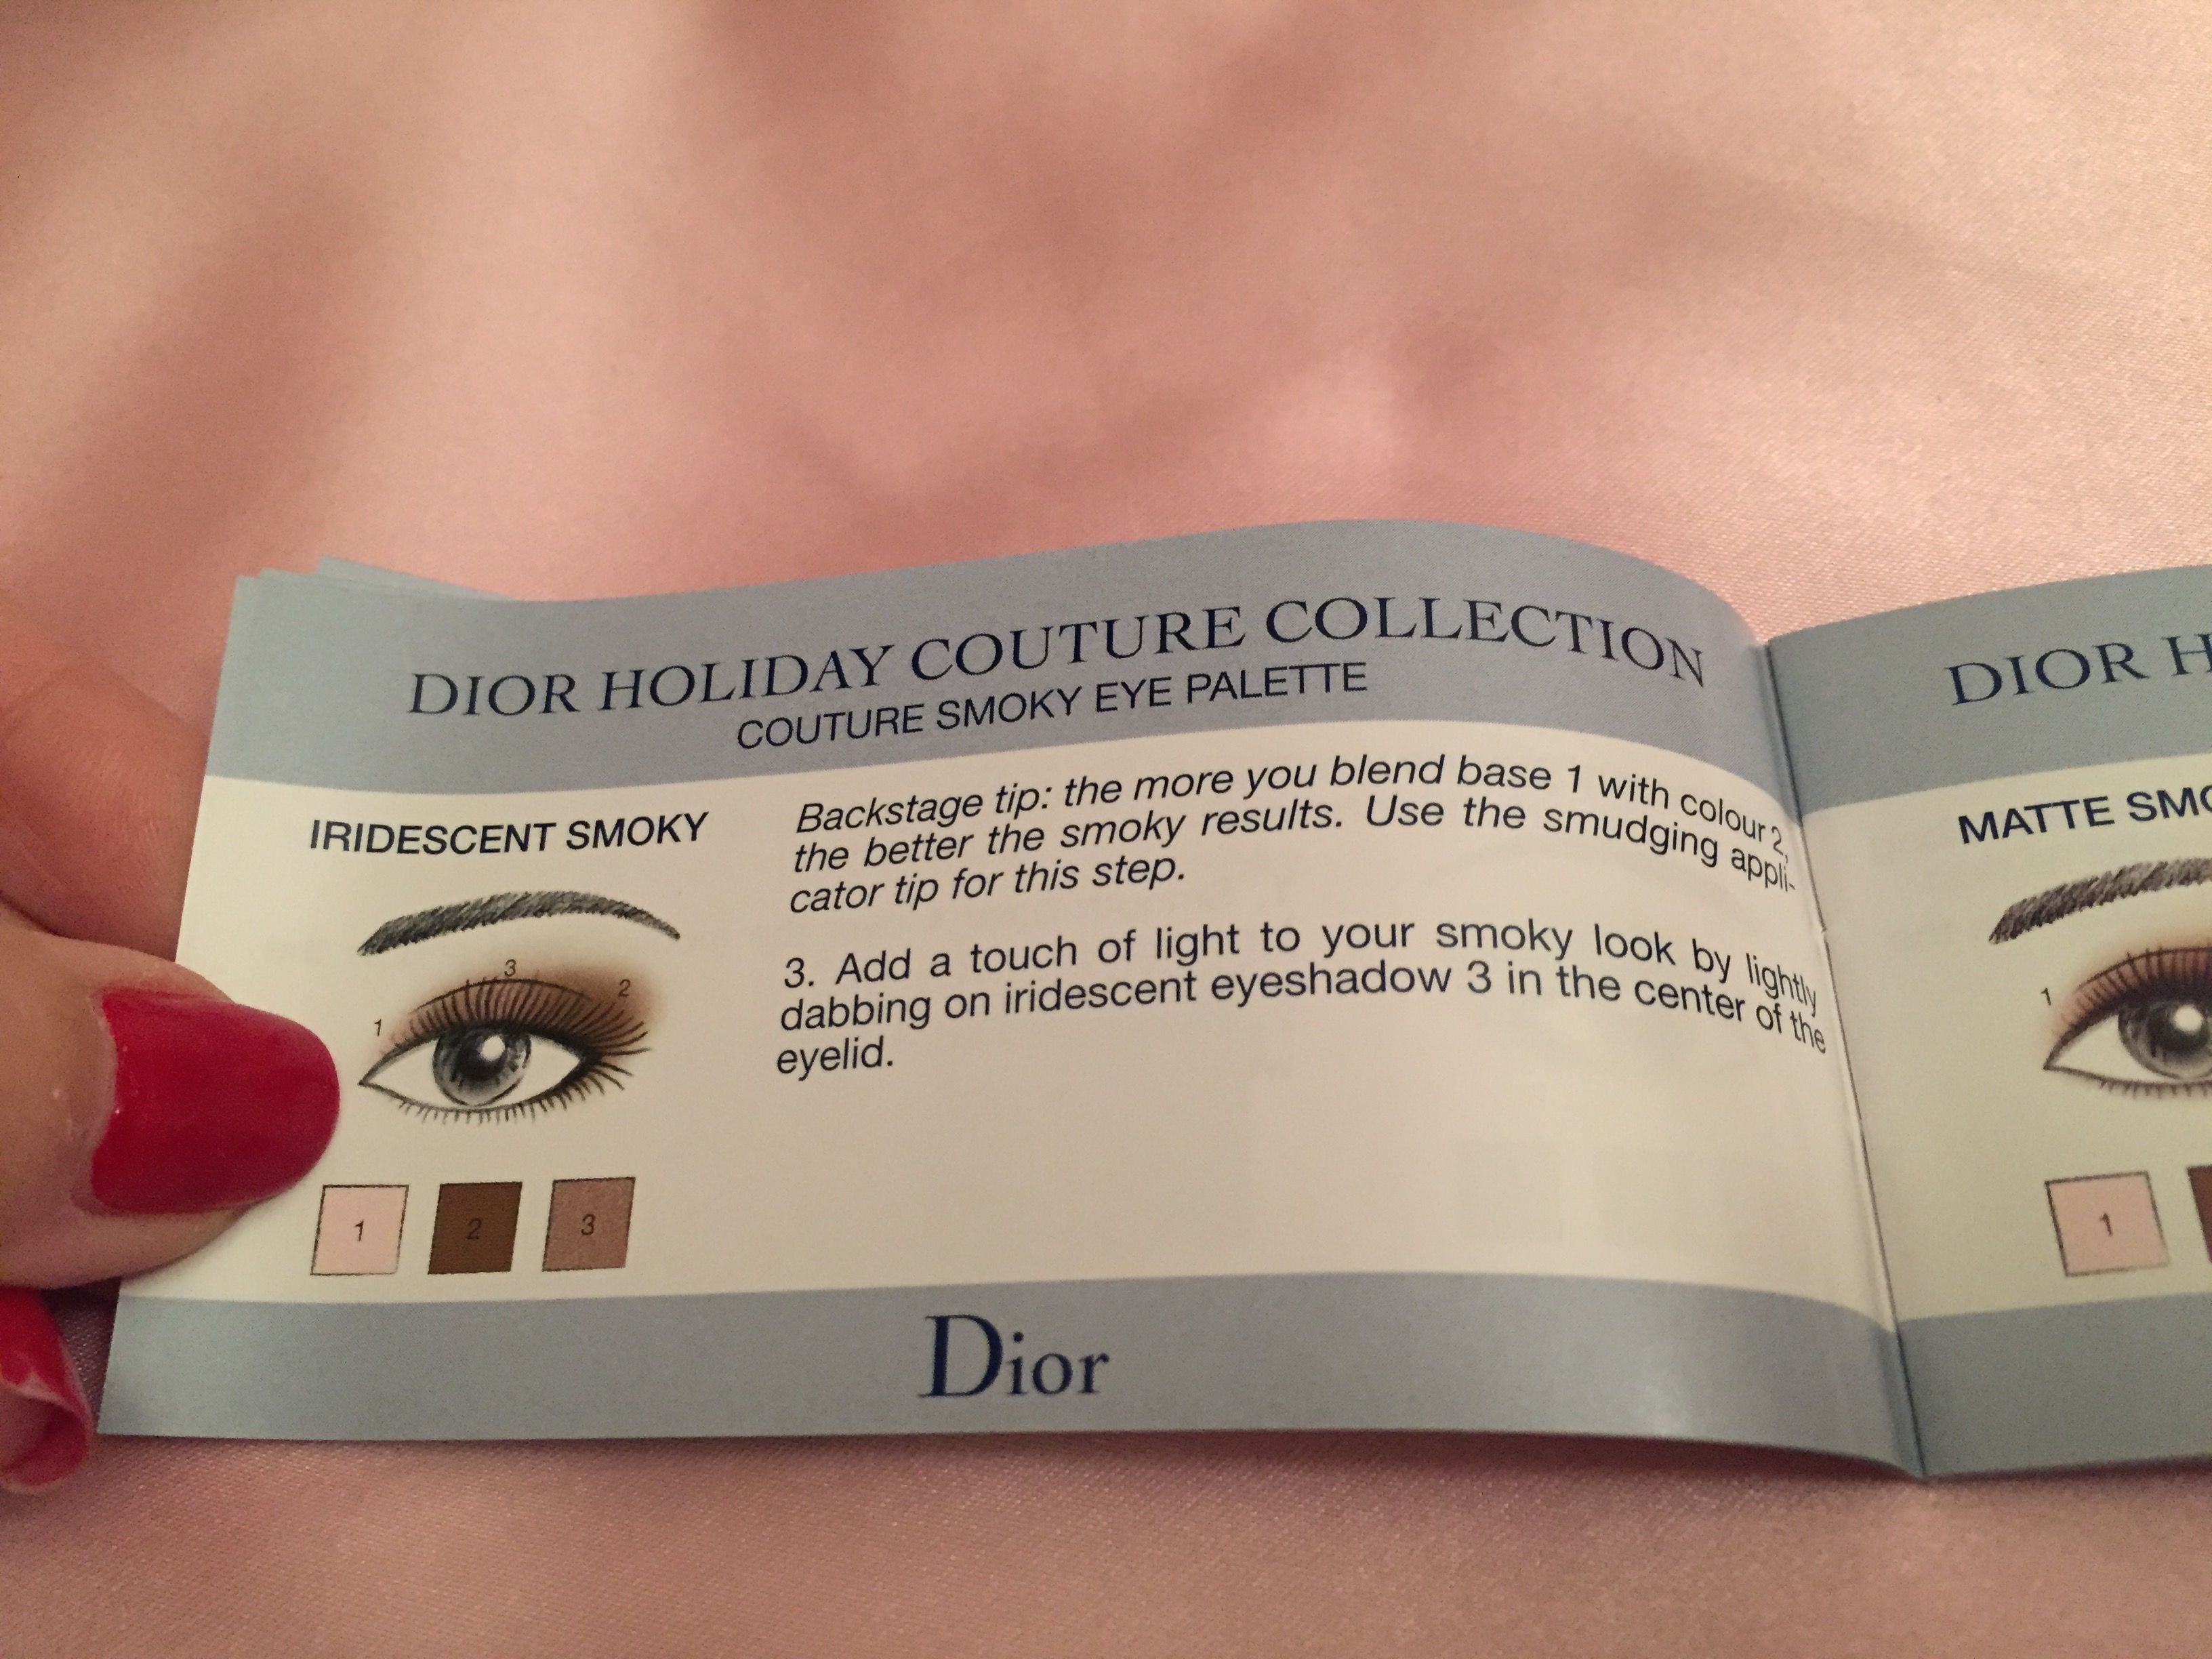 DIOR HOLIDAY COUTURE COLLECTION
COUTURE SMOKY EYE PALETTE
IRIDESCENT SMOKY
3
2
1
1
2
3
Backstage tip: the more you blend base 1 with colour 2,
the better the smoky results. Use the smudging appli-
cator tip for this step.
3. Add a touch of light to your smoky look by lightly
dabbing on iridescent eyeshadow 3 in the center of the
eyelid.
Dior
DIOR
MATTE
1
1